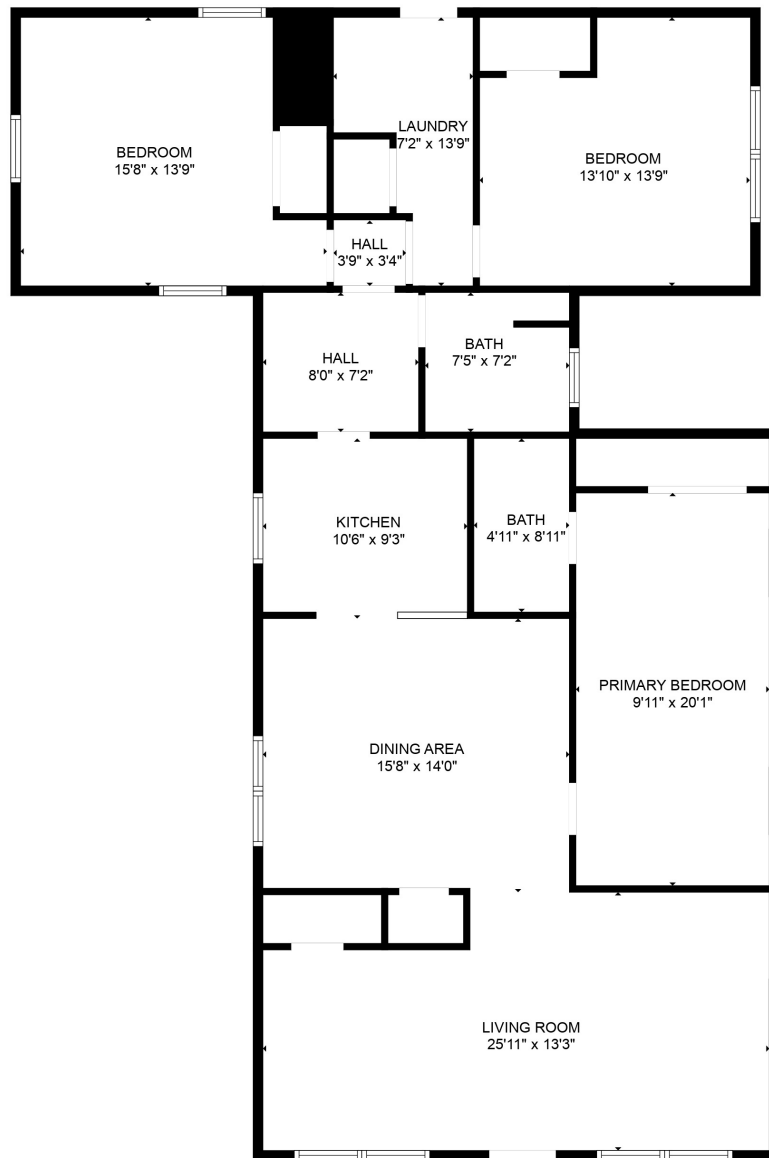 BEDROOM
15'8" x 13'9"
LAUNDRY
7'2" x 13'9"
BEDROOM
13'10" x 13'9"
HALL
3'9" x 3'4"
HALL
8'0" x 7'2"
BATH
7'5" x 7'2"
KITCHEN
10'6" x 9'3"
BATH
4'11" x 8'11"
PRIMARY BEDROOM
9'11" x 20'1"
DINING AREA
15'8" x 14'0"
LIVING ROOM
25'11" x 13'3"